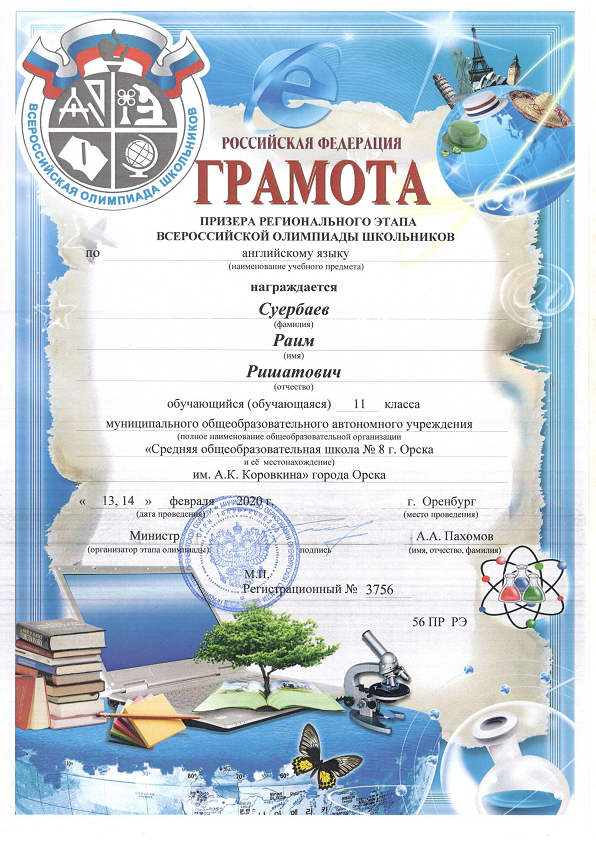 ВСЕРОССИЙСКАЯ ОЛИМПИАДА ШКОЛЬНИКОВ
РОССИЙСКАЯ ФЕДЕРАЦИЯ
ГРАМОТА
ПРИЗЕРА РЕГИОНАЛЬНОГО ЭТАПА
ВСЕРОССИЙСКОЙ ОЛИМПИАДЫ ШКОЛЬНИКОВ
по английскому языку
(наименование учебного предмета)
награждается
Суербаев
(фамилия)
Раим
(имя)
Ришатович
(отчество)
обучающийся (обучающаяся) 11 класса
муниципального общеобразовательного автономного учреждения
(полное наименование общеобразовательной организации
«Средняя общеобразовательная школа № 8 г. Орска
и её местонахождение)
им. А.К. Коровкина» города Орска
« 13, 14 » февраля 2020 г. г. Оренбург
(дата проведения) (место проведения)
Министр А.А. Пахомов
(организатор этапа олимпиады) подпись (имя, отчество, фамилия)
М.П.
Регистрационный № 3756
56 ПР РЭ